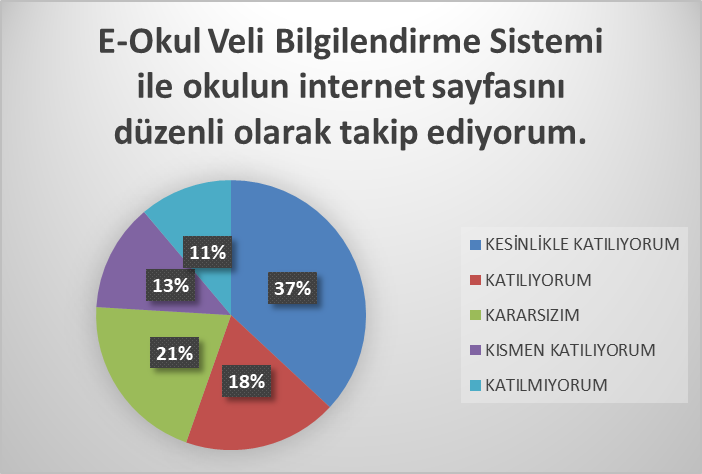 E-Okul Veli Bilgilendirme Sistemi
ile okulun internet sayfasını
düzenli olarak takip ediyorum.
11%
37%
13%
21%
18%
KESİNLİKLE KATILIYORUM
KATILIYORUM
KARARSIZIM
KISMEN KATILIYORUM
KATILMIYORUM